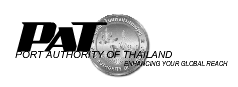 PAT
PORT AUTHORITY OF THAILAND
ENHANCING YOUR GLOBAL REACH